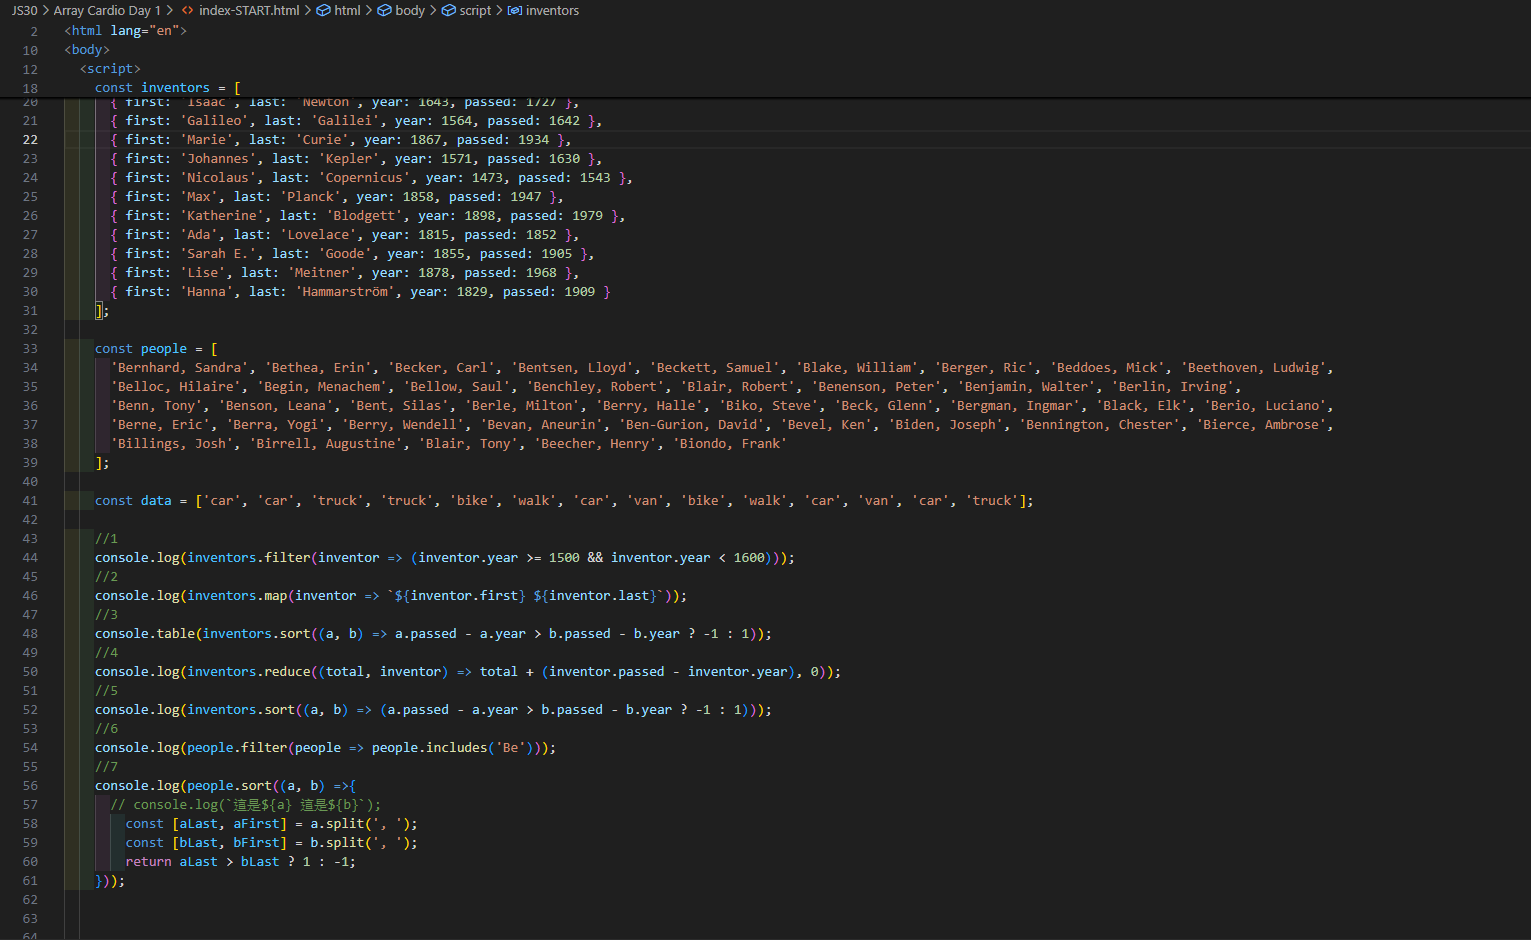 JS30 > Array Cardio Day 1 > <> index-START.html > html > body > script > inventors
2 <html lang="en">
10 <body>
12 <script>
18 const inventors = [
20 { first: 'Isaac', last: 'Newton', year: 1643, passed: 1727 },
21 { first: 'Galileo', last: 'Galilei', year: 1564, passed: 1642 },
22 { first: 'Marie', last: 'Curie', year: 1867, passed: 1934 },
23 { first: 'Johannes', last: 'Kepler', year: 1571, passed: 1630 },
24 { first: 'Nicolaus', last: 'Copernicus', year: 1473, passed: 1543 },
25 { first: 'Max', last: 'Planck', year: 1858, passed: 1947 },
26 { first: 'Katherine', last: 'Blodgett', year: 1898, passed: 1979 },
27 { first: 'Ada', last: 'Lovelace', year: 1815, passed: 1852 },
28 { first: 'Sarah E.', last: 'Goode', year: 1855, passed: 1905 },
29 { first: 'Lise', last: 'Meitner', year: 1878, passed: 1968 },
30 { first: 'Hanna', last: 'Hammarström', year: 1829, passed: 1909 }
31 ];
32
33 const people = [
34 'Bernhard, Sandra', 'Bethea, Erin', 'Becker, Carl', 'Bentsen, Lloyd', 'Beckett, Samuel', 'Blake, William', 'Berger, Ric', 'Beddoes, Mick', 'Beethoven, Ludwig',
35 'Belloc, Hilaire', 'Begin, Menachem', 'Bellow, Saul', 'Benchley, Robert', 'Blair, Robert', 'Benenson, Peter', 'Benjamin, Walter', 'Berlin, Irving',
36 'Benn, Tony', 'Benson, Leana', 'Bent, Silas', 'Berle, Milton', 'Berry, Halle', 'Biko, Steve', 'Beck, Glenn', 'Bergman, Ingmar', 'Black, Elk', 'Berio, Luciano',
37 'Berne, Eric', 'Berra, Yogi', 'Berry, Wendell', 'Bevan, Aneurin', 'Ben-Gurion, David', 'Bevel, Ken', 'Biden, Joseph', 'Bennington, Chester', 'Bierce, Ambrose',
38 'Billings, Josh', 'Birrell, Augustine', 'Blair, Tony', 'Beecher, Henry', 'Biondo, Frank'
39 ];
40
41 const data = ['car', 'car', 'truck', 'truck', 'bike', 'walk', 'car', 'van', 'bike', 'walk', 'car', 'van', 'car', 'truck'];
42
43 //1
44 console.log(inventors.filter(inventor => (inventor.year >= 1500 && inventor.year < 1600)));
45 //2
46 console.log(inventors.map(inventor => `${inventor.first} ${inventor.last}`));
47 //3
48 console.table(inventors.sort((a, b) => a.passed - a.year > b.passed - b.year ? -1 : 1));
49 //4
50 console.log(inventors.reduce((total, inventor) => total + (inventor.passed - inventor.year), 0));
51 //5
52 console.log(inventors.sort((a, b) => (a.passed - a.year > b.passed - b.year ? -1 : 1)));
53 //6
54 console.log(people.filter(people => people.includes('Be')));
55 //7
56 console.log(people.sort((a, b) =>{
57 // console.log(`這是${a} 這是${b}`);
58 const [aLast, aFirst] = a.split(', ');
59 const [bLast, bFirst] = b.split(', ');
60 return aLast > bLast ? 1 : -1;
61 }));
62
63
64